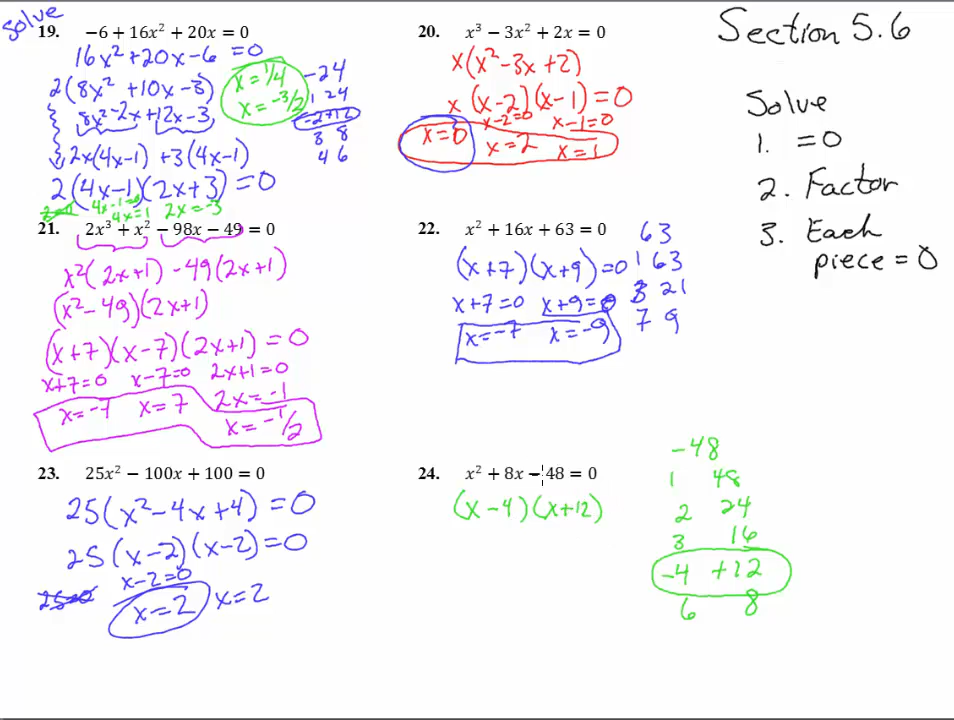 Solve
19. −6 + 16x² + 20x = 0
16x² + 20x − 6 = 0
2(8x² + 10x − 3)
8x² − 2x + 12x − 3
2x(4x−1) + 3(4x−1)
2(4x−1)(2x+3) = 0
2=0 4x−1=0 2x=−3
4x=1
x = 1/4
x = −3/2
−24
1 24
−2 +12
3 8
4 6
20. x³ − 3x² + 2x = 0
x(x² − 3x + 2)
x (x−2)(x−1) = 0
x−2=0 x−1=0
x=0 x=2 x=1
Section 5.6
Solve
1. = 0
2. Factor
3. Each
piece = 0
21. 2x³ + x² − 98x − 49 = 0
x²(2x+1) −49(2x+1)
(x² − 49)(2x+1)
(x+7)(x−7)(2x+1) = 0
x+7=0 x−7=0 2x+1=0
x=−7 x=7 2x=−1
x=−1/2
22. x² + 16x + 63 = 0
(x+7)(x+9)=0
x+7=0 x+9=0
x=−7 x=−9
63
1 63
3 21
7 9
23. 25x² − 100x + 100 = 0
25(x² − 4x + 4) = 0
25(x−2)(x−2) = 0
25=0 x−2=0
x=2 x=2
24. x² + 8x − 48 = 0
(x−4)(x+12)
−48
1 48
2 24
3 16
−4 +12
6 8